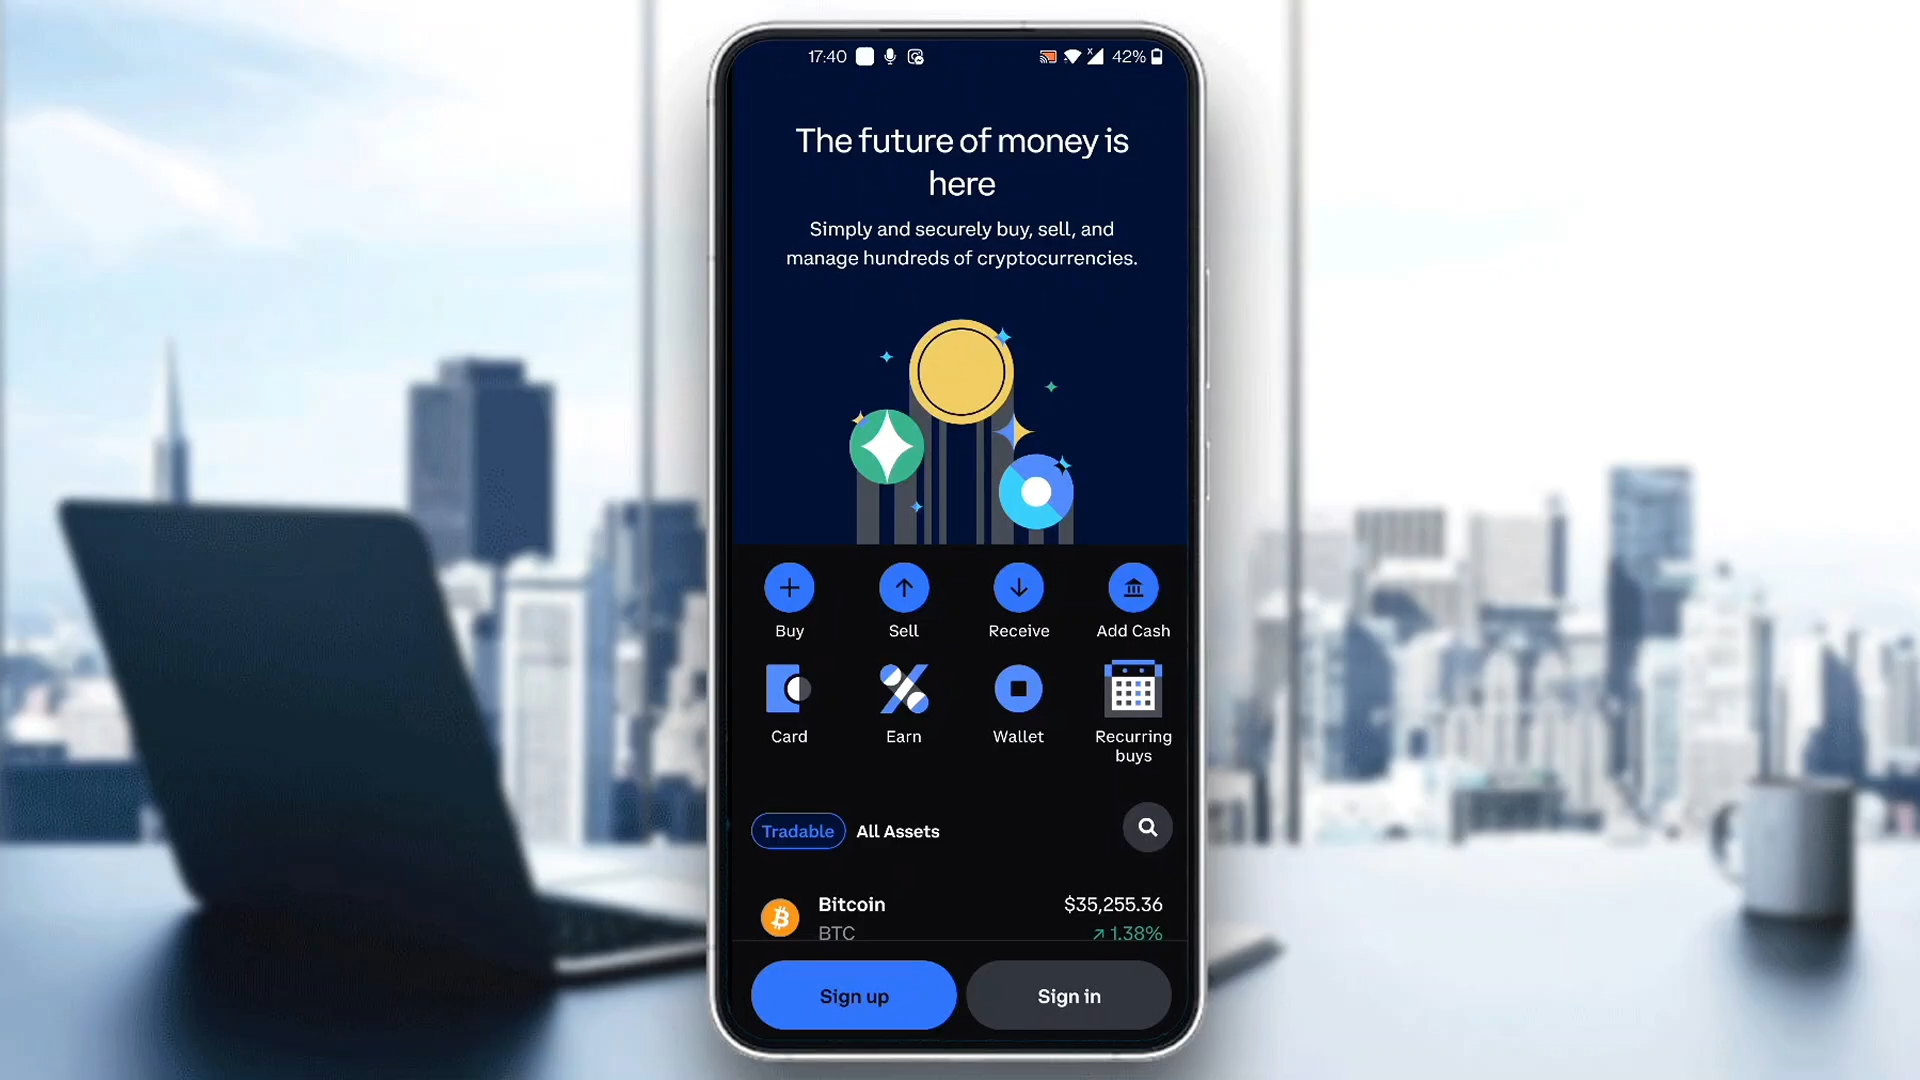 17:40
42%
The future of money is
here
Simply and securely buy, sell, and
manage hundreds of cryptocurrencies.
Buy Sell Receive Add Cash
Card Earn Wallet Recurring
buys
Tradable All Assets
Bitcoin $35,255.36
BTC ↗ 1.38%
Sign up Sign in